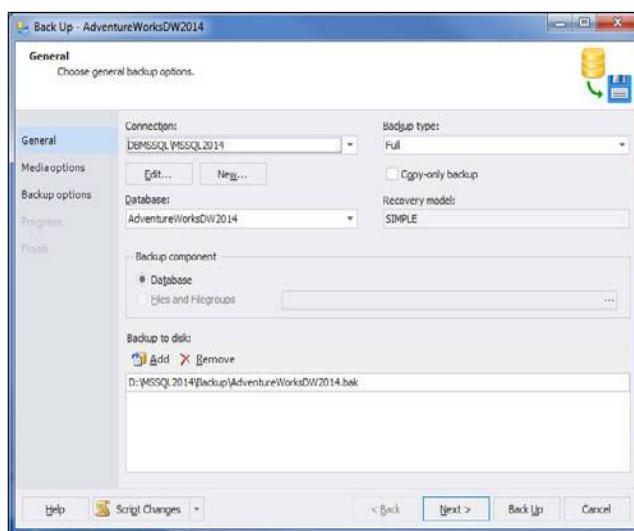 Back Up - AdventureWorksDW2014
General
Choose general backup options.
General
Media options
Backup options
Progress
Finish
Connection:
DBMSSQL\MSSQL2014
Edit...
New...
Database:
AdventureWorksDW2014
Backup type:
Full
Copy-only backup
Recovery model:
SIMPLE
Backup component
Database
Files and Filegroups
...
Backup to disk:
Add
Remove
D:\MSSQL2014\Backup\AdventureWorksDW2014.bak
Help
Script Changes
< Back
Next >
Back Up
Cancel